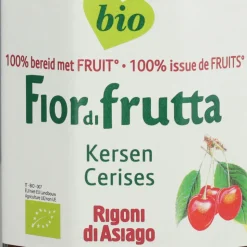 bio
100% bereid met FRUIT° · 100% issue de FRUITS°
Fior di frutta
Kersen
Cerises
Rigoni
di Asiago